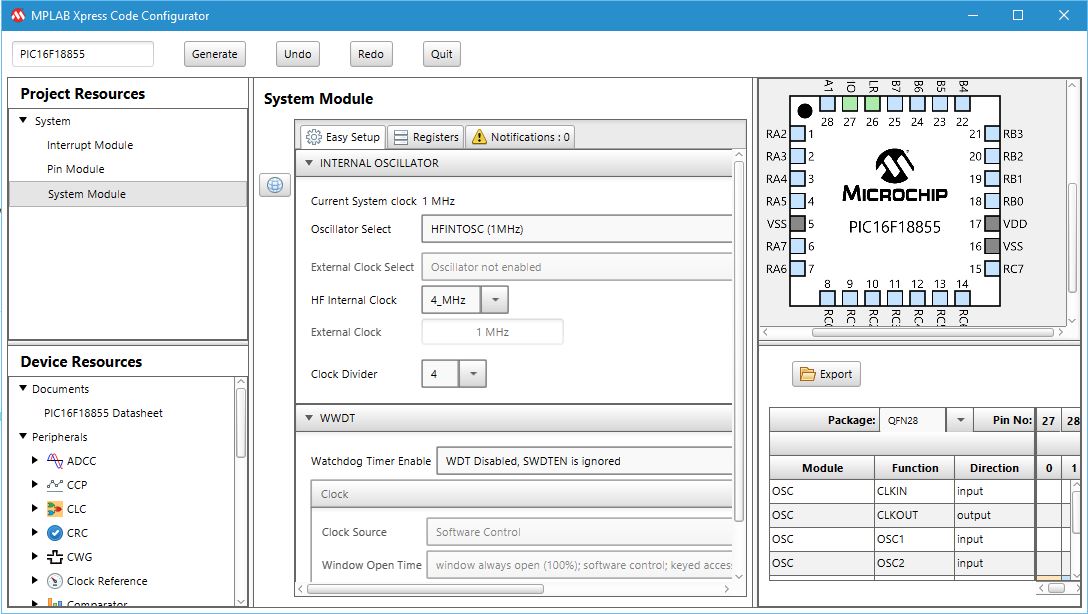 MPLAB Xpress Code Configurator
PIC16F18855 Generate Undo Redo Quit
Project Resources
System
Interrupt Module
Pin Module
System Module
Device Resources
Documents
PIC16F18855 Datasheet
Peripherals
ADCC
CCP
CLC
CRC
CWG
Clock Reference
Comparator
System Module
Easy Setup Registers Notifications : 0
INTERNAL OSCILLATOR
Current System clock 1 MHz
Oscillator Select HFINTOSC (1MHz)
External Clock Select Oscillator not enabled
HF Internal Clock 4_MHz
External Clock 1 MHz
Clock Divider 4
WWDT
Watchdog Timer Enable WDT Disabled, SWDTEN is ignored
Clock
Clock Source Software Control
Window Open Time window always open (100%); software control; keyed access
A1 IO LR B7 B6 B5 B4
28 27 26 25 24 23 22
RA2 1 21 RB3
RA3 2 20 RB2
RA4 3 19 RB1
RA5 4 18 RB0
VSS 5 17 VDD
RA7 6 16 VSS
RA6 7 15 RC7
MICROCHIP
PIC16F18855
8 9 10 11 12 13 14
RC0 RC1 RC2 RC3 RC4 RC5 RC6
Export
Package: QFN28 Pin No: 27 28
Module Function Direction 0 1
OSC CLKIN input
OSC CLKOUT output
OSC OSC1 input
OSC OSC2 input